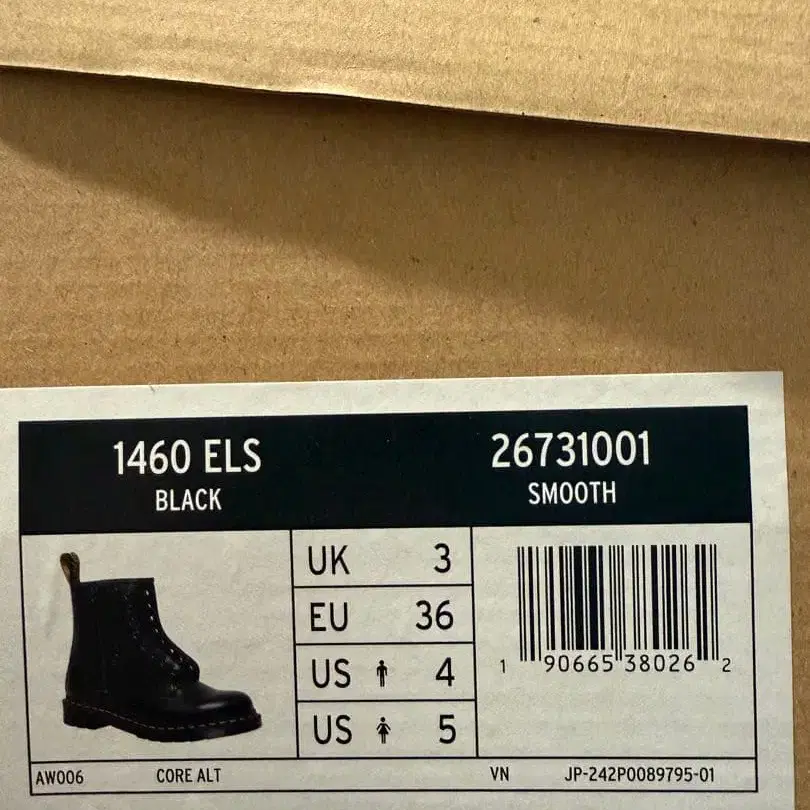 1460 ELS
BLACK
26731001
SMOOTH
UK 3
EU 36
US 4
US 5
1 90665 38026 2
AW006 CORE ALT VN JP-242P0089795-01